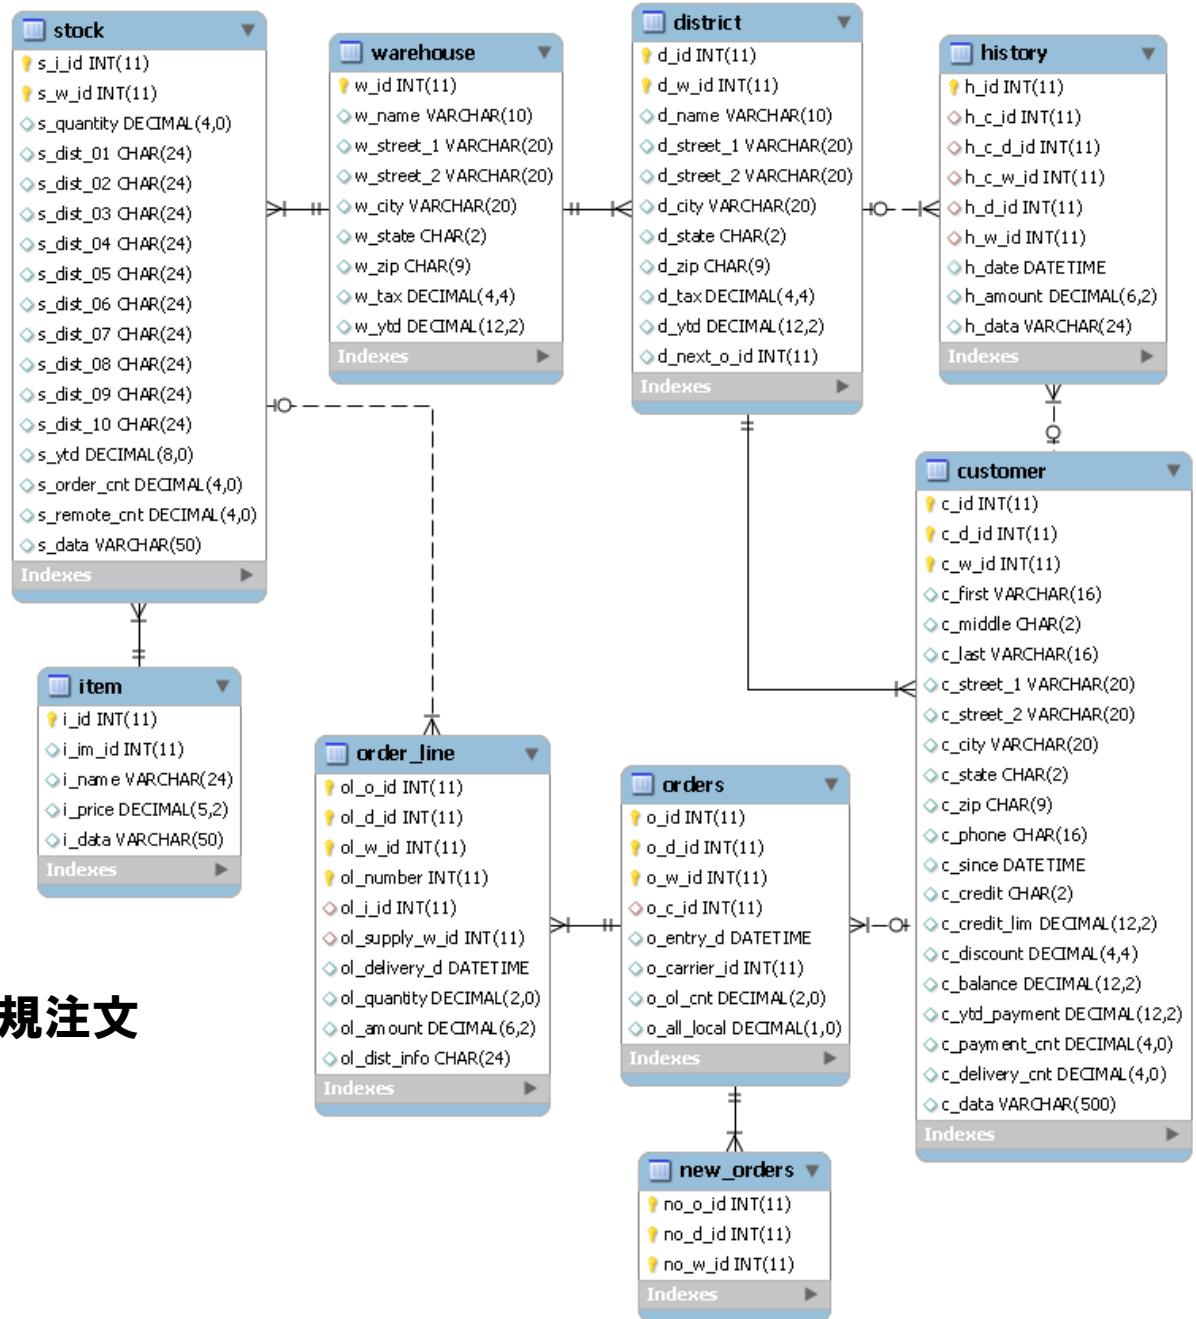 stock
s_i_id INT(11)
s_w_id INT(11)
s_quantity DECIMAL(4,0)
s_dist_01 CHAR(24)
s_dist_02 CHAR(24)
s_dist_03 CHAR(24)
s_dist_04 CHAR(24)
s_dist_05 CHAR(24)
s_dist_06 CHAR(24)
s_dist_07 CHAR(24)
s_dist_08 CHAR(24)
s_dist_09 CHAR(24)
s_dist_10 CHAR(24)
s_ytd DECIMAL(8,0)
s_order_cnt DECIMAL(4,0)
s_remote_cnt DECIMAL(4,0)
s_data VARCHAR(50)
Indexes
warehouse
w_id INT(11)
w_name VARCHAR(10)
w_street_1 VARCHAR(20)
w_street_2 VARCHAR(20)
w_city VARCHAR(20)
w_state CHAR(2)
w_zip CHAR(9)
w_tax DECIMAL(4,4)
w_ytd DECIMAL(12,2)
Indexes
district
d_id INT(11)
d_w_id INT(11)
d_name VARCHAR(10)
d_street_1 VARCHAR(20)
d_street_2 VARCHAR(20)
d_city VARCHAR(20)
d_state CHAR(2)
d_zip CHAR(9)
d_tax DECIMAL(4,4)
d_ytd DECIMAL(12,2)
d_next_o_id INT(11)
Indexes
history
h_id INT(11)
h_c_id INT(11)
h_c_d_id INT(11)
h_c_w_id INT(11)
h_d_id INT(11)
h_w_id INT(11)
h_date DATETIME
h_amount DECIMAL(6,2)
h_data VARCHAR(24)
Indexes
customer
c_id INT(11)
c_d_id INT(11)
c_w_id INT(11)
c_first VARCHAR(16)
c_middle CHAR(2)
c_last VARCHAR(16)
c_street_1 VARCHAR(20)
c_street_2 VARCHAR(20)
c_city VARCHAR(20)
c_state CHAR(2)
c_zip CHAR(9)
c_phone CHAR(16)
c_since DATETIME
c_credit CHAR(2)
c_credit_lim DECIMAL(12,2)
c_discount DECIMAL(4,4)
c_balance DECIMAL(12,2)
c_ytd_payment DECIMAL(12,2)
c_payment_cnt DECIMAL(4,0)
c_delivery_cnt DECIMAL(4,0)
c_data VARCHAR(500)
Indexes
item
i_id INT(11)
i_im_id INT(11)
i_name VARCHAR(24)
i_price DECIMAL(5,2)
i_data VARCHAR(50)
Indexes
order_line
ol_o_id INT(11)
ol_d_id INT(11)
ol_w_id INT(11)
ol_number INT(11)
ol_i_id INT(11)
ol_supply_w_id INT(11)
ol_delivery_d DATETIME
ol_quantity DECIMAL(2,0)
ol_amount DECIMAL(6,2)
ol_dist_info CHAR(24)
Indexes
orders
o_id INT(11)
o_d_id INT(11)
o_w_id INT(11)
o_c_id INT(11)
o_entry_d DATETIME
o_carrier_id INT(11)
o_ol_cnt DECIMAL(2,0)
o_all_local DECIMAL(1,0)
Indexes
規注文
new_orders
no_o_id INT(11)
no_d_id INT(11)
no_w_id INT(11)
Indexes